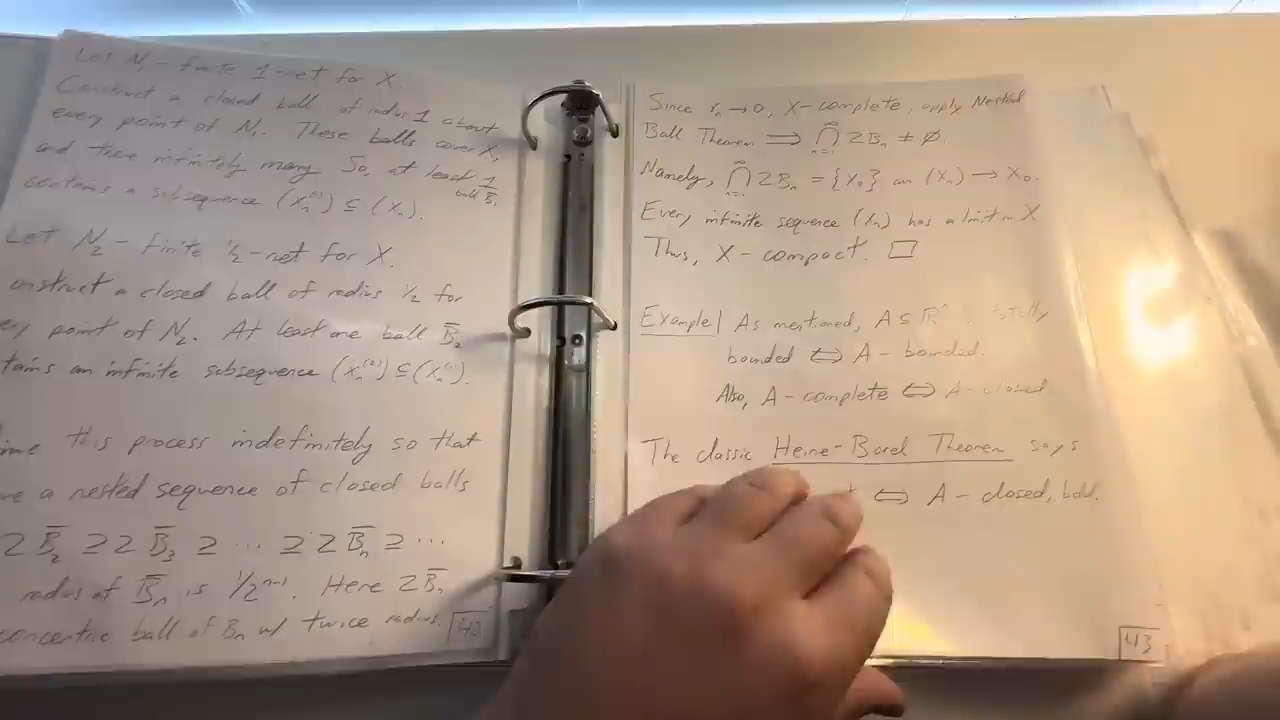 Let N₁ - finite 1-net for X.
Construct a closed ball of radius 1 about
every point of N₁. These balls cover X,
and there infinitely many. So, at least 1
ball B̅₁
contains a subsequence (Xₙ⁽¹⁾) ⊆ (Xₙ).
Let N₂ - finite ½-net for X.
onstruct a closed ball of radius ½ for
ery point of N₂. At least one ball B̅₂
tains an infinite subsequence (Xₙ⁽²⁾) ⊆ (Xₙ⁽¹⁾).
this process indefinitely so that
ve a nested sequence of closed balls
2B̅₂ ⊇ 2B̅₃ ⊇ ... ⊇ 2B̅ₙ ⊇ ...
radius of B̅ₙ is 1/2ⁿ⁻¹. Here 2B̅ₙ
concentric ball of Bₙ w/ twice radius.
Since rₙ → 0, X-complete, apply Nested
Ball Theorem ⟹ ∞∩n=1 2Bₙ ≠ ∅.
Namely, ∞∩n=1 2Bₙ = {X₀} an (Xₙ) → X₀.
Every infinite sequence (Xₙ) has a limit in X
Thus, X - compact. □
Example| As mentioned, A ⊆ ℝⁿ totally
bounded ⟺ A - bounded.
Also, A - complete ⟺ A - closed.
The classic Heine-Borel Theorem says
⟺ A - closed, bdd.
43